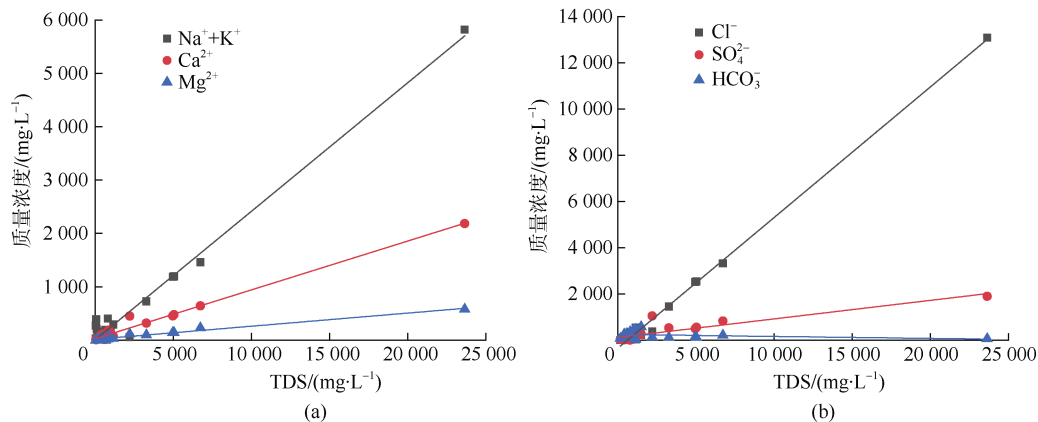 6 000
5 000
4 000
3 000
2 000
1 000
质量浓度/(mg·L⁻¹)
Na⁺+K⁺
Ca²⁺
Mg²⁺
0
5 000
10 000
15 000
20 000
25 000
TDS/(mg·L⁻¹)
(a)
14 000
12 000
10 000
8 000
6 000
4 000
2 000
0
质量浓度/(mg·L⁻¹)
Cl⁻
SO₄²⁻
HCO₃⁻
5 000
10 000
15 000
20 000
25 000
TDS/(mg·L⁻¹)
(b)